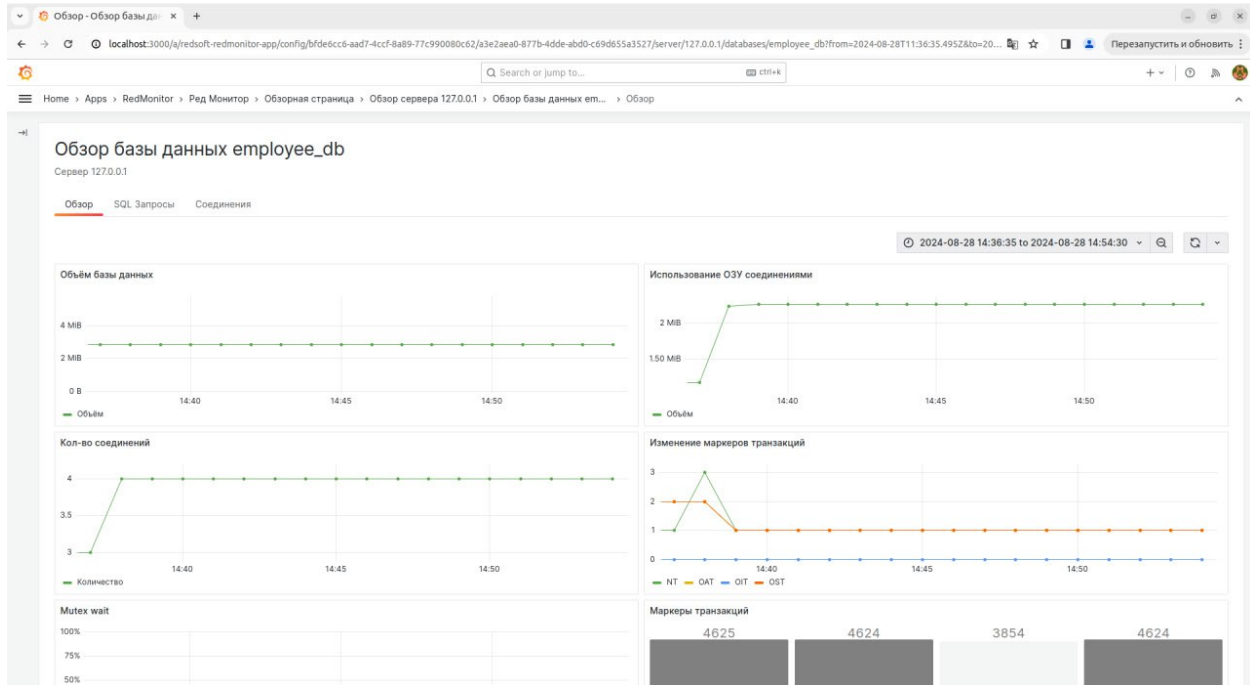 Обзор - Обзор базы да
localhost:3000/a/redsoft-redmonitor-app/config/bfde6cc6-aad7-4ccf-8a89-77c990080c62/a3e2aea0-877b-4dde-abd0-c69d655a3527/server/127.0.0.1/databases/employee_db?from=2024-08-28T11:36:35.495Z&to=20...
Перезапустить и обновить
Search or jump to... ctrl+k
Home › Apps › RedMonitor › Ред Монитор › Обзорная страница › Обзор сервера 127.0.0.1 › Обзор базы данных em... › Обзор
Обзор базы данных employee_db
Сервер 127.0.0.1
Обзор SQL Запросы Соединения
2024-08-28 14:36:35 to 2024-08-28 14:54:30
Объём базы данных
4 MiB
2 MiB
0 B
14:40 14:45 14:50
Объём
Использование ОЗУ соединениями
2 MiB
1.50 MiB
14:40 14:45 14:50
Объём
Кол-во соединений
4
3.5
3
14:40 14:45 14:50
Количество
Изменение маркеров транзакций
3
2
1
0
14:40 14:45 14:50
NT OAT OIT OST
Mutex wait
100%
75%
50%
Маркеры транзакций
4625 4624 3854 4624